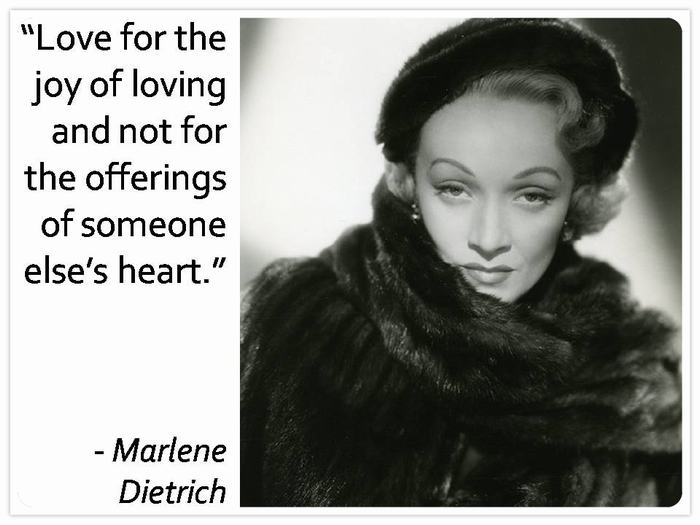 “Love for the
joy of loving
and not for
the offerings
of someone
else’s heart.”
- Marlene
Dietrich